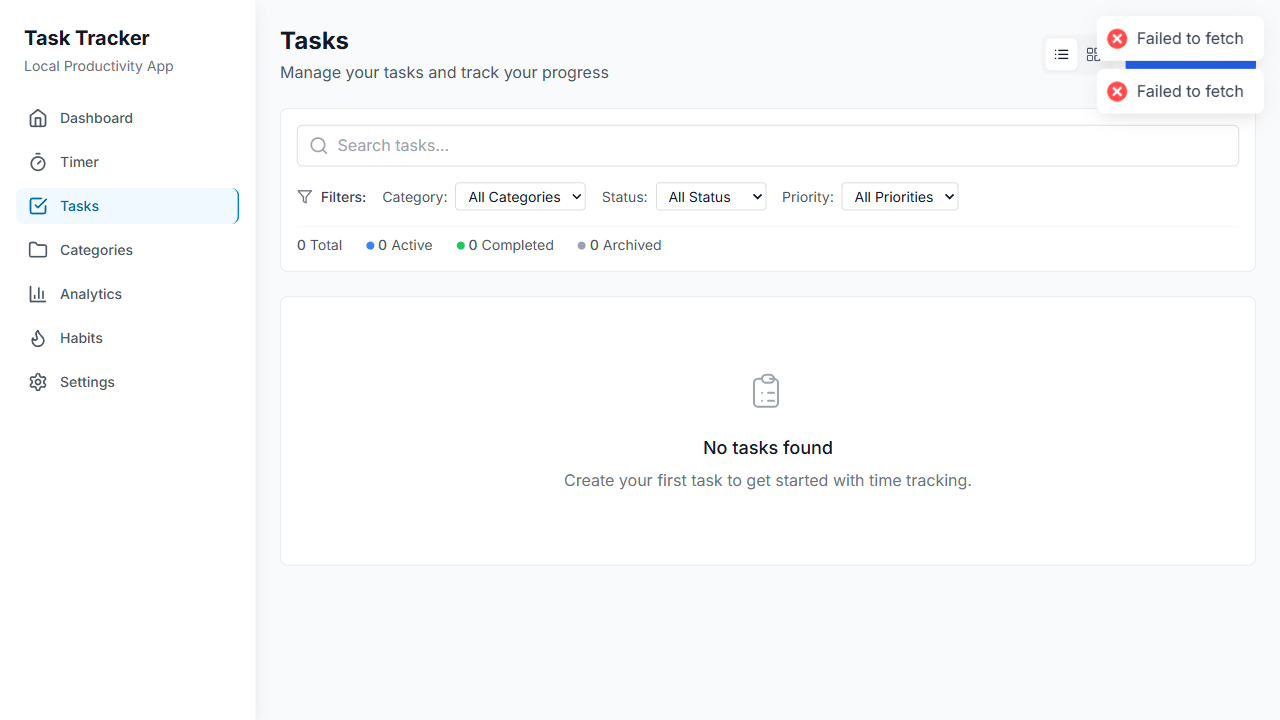 Task Tracker
Local Productivity App
Dashboard
Timer
Tasks
Categories
Analytics
Habits
Settings
Tasks
Manage your tasks and track your progress
Failed to fetch
Failed to fetch
Search tasks...
Filters: Category: All Categories Status: All Status Priority: All Priorities
0 Total 0 Active 0 Completed 0 Archived
No tasks found
Create your first task to get started with time tracking.